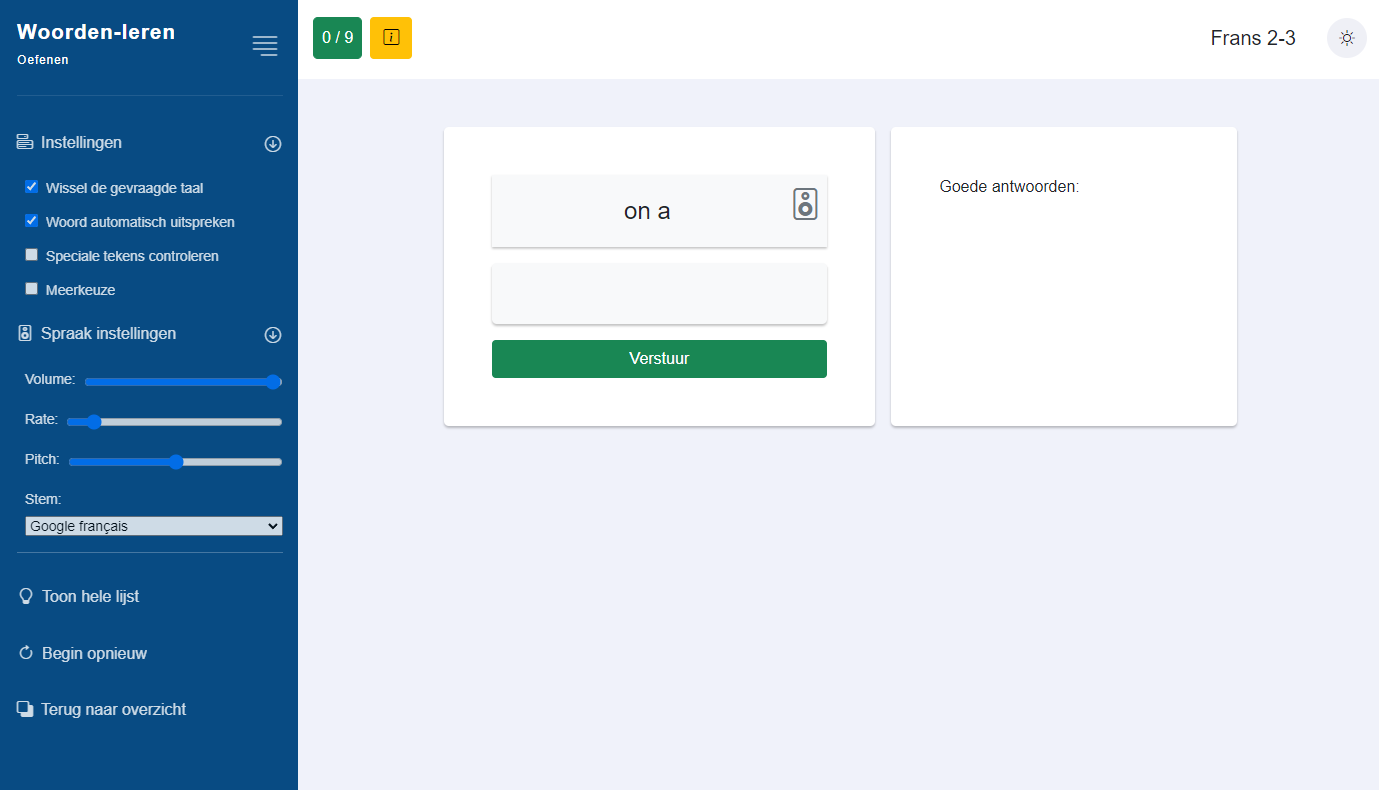 Woorden-leren
Oefenen
Instellingen
Wissel de gevraagde taal
Woord automatisch uitspreken
Speciale tekens controleren
Meerkeuze
Spraak instellingen
Volume:
Rate:
Pitch:
Stem:
Google français
Toon hele lijst
Begin opnieuw
Terug naar overzicht
0 / 9
i
Frans 2-3
on a
Verstuur
Goede antwoorden: